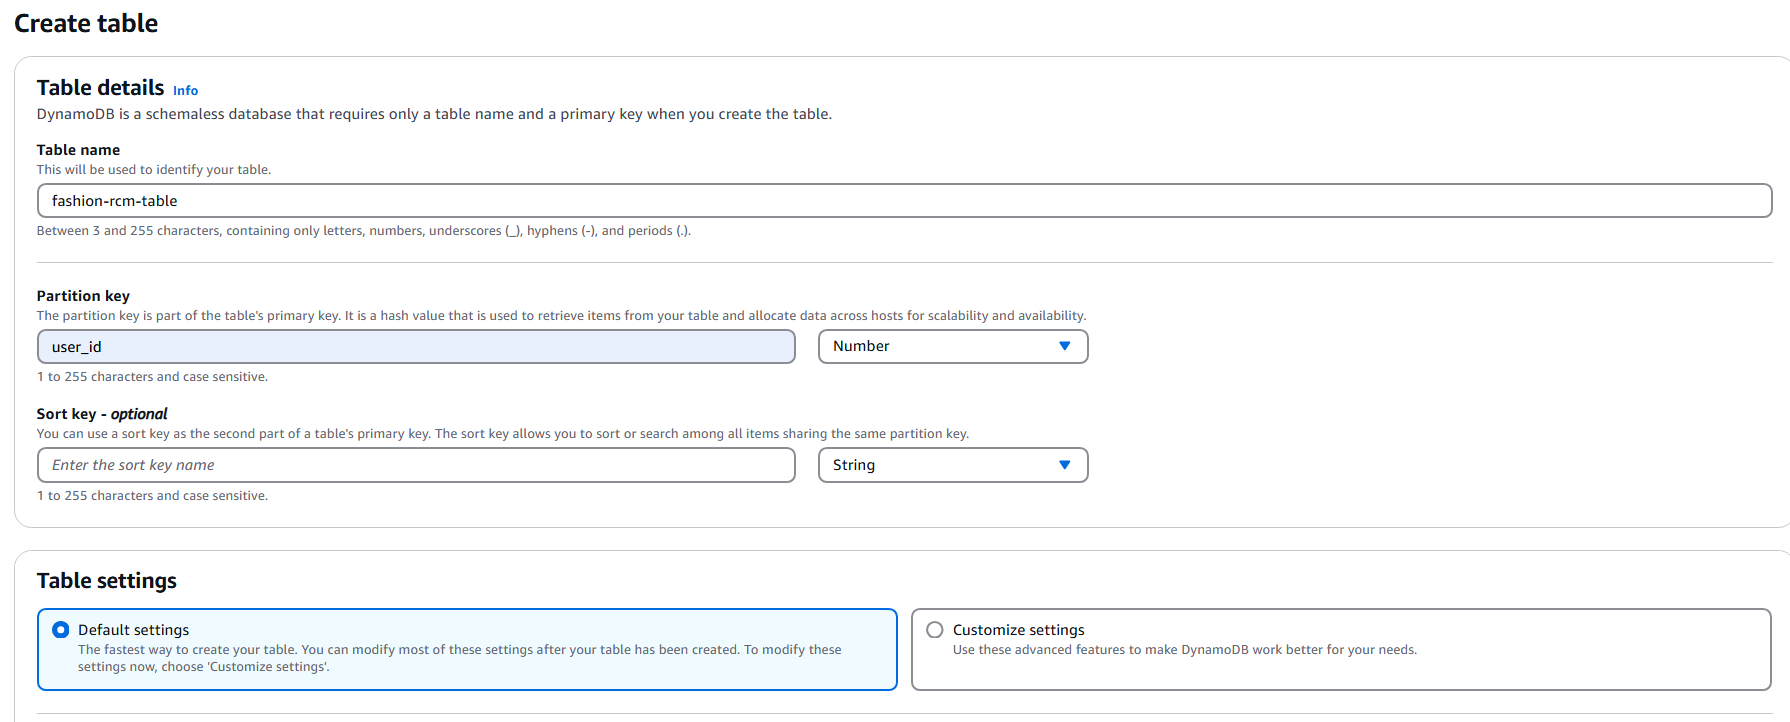 Create table
Table details Info
DynamoDB is a schemaless database that requires only a table name and a primary key when you create the table.
Table name
This will be used to identify your table.
fashion-rcm-table
Between 3 and 255 characters, containing only letters, numbers, underscores (_), hyphens (-), and periods (.).
Partition key
The partition key is part of the table's primary key. It is a hash value that is used to retrieve items from your table and allocate data across hosts for scalability and availability.
user_id Number
1 to 255 characters and case sensitive.
Sort key - optional
You can use a sort key as the second part of a table's primary key. The sort key allows you to sort or search among all items sharing the same partition key.
Enter the sort key name String
1 to 255 characters and case sensitive.
Table settings
Default settings
The fastest way to create your table. You can modify most of these settings after your table has been created. To modify these
settings now, choose 'Customize settings'.
Customize settings
Use these advanced features to make DynamoDB work better for your needs.